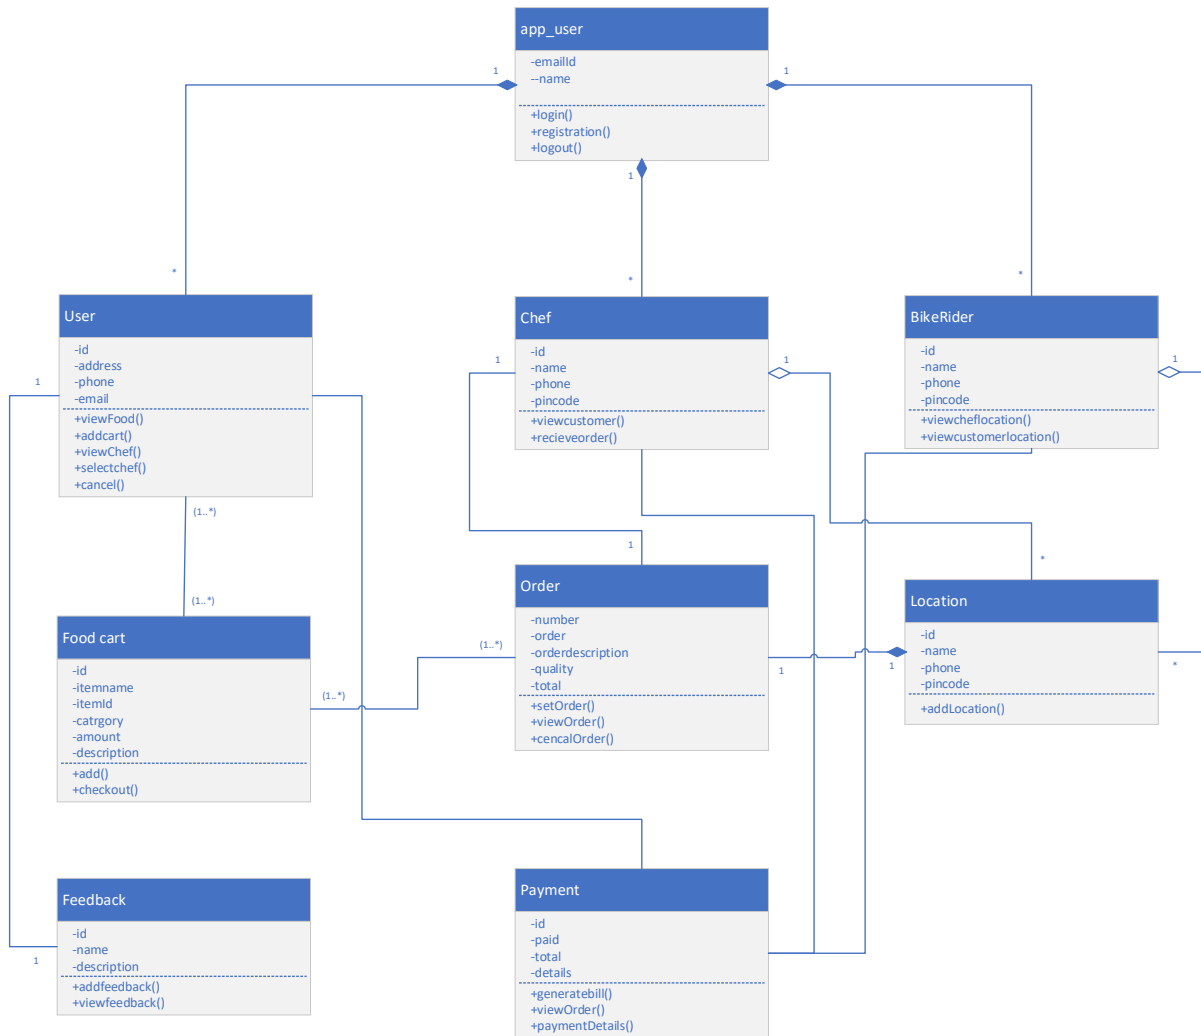 app_user
-emailId
--name
+login()
+registration()
+logout()
1
1
1
*
*
*
User
-id
-address
-phone
-email
+viewFood()
+addcart()
+viewChef()
+selectchef()
+cancel()
1
(1..*)
Chef
-id
-name
-phone
-pincode
+viewcustomer()
+recieveorder()
1
1
BikeRider
-id
-name
-phone
-pincode
+viewcheflocation()
+viewcustomerlocation()
1
(1..*)
Food cart
-id
-itemname
-itemId
-catrgory
-amount
-description
+add()
+checkout()
(1..*)
1
Order
-number
-order
-orderdescription
-quality
-total
+setOrder()
+viewOrder()
+cencalOrder()
(1..*)
1
*
Location
-id
-name
-phone
-pincode
+addLocation()
1
*
Feedback
-id
-name
-description
+addfeedback()
+viewfeedback()
1
Payment
-id
-paid
-total
-details
+generatebill()
+viewOrder()
+paymentDetails()